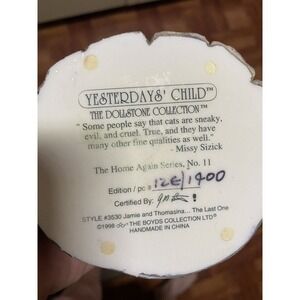 YESTERDAYS' CHILD™
THE DOLLSTONE COLLECTION™
"Some people say that cats are sneaky,
evil, and cruel. True, and they have
many other fine qualities as well."
- Missy Sizick
The Home Again Series, No. 11
Edition / pc # 12E/1400
Certified By:
STYLE #3530 Jamie and Thomasina... The Last One
©1998 THE BOYDS COLLECTION LTD®
HANDMADE IN CHINA